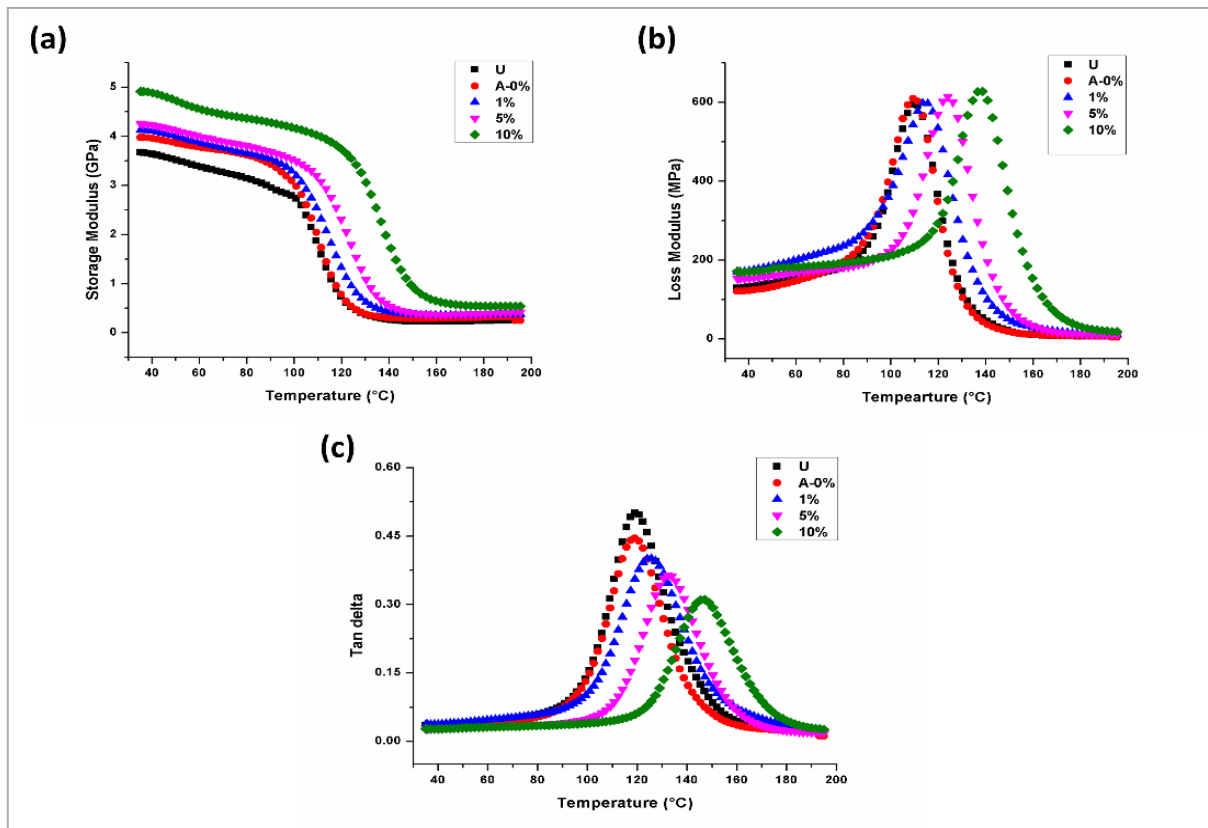 (a)
U
A-0%
1%
5%
10%
5
4
3
2
1
0
Storage Modulus (GPa)
40 60 80 100 120 140 160 180 200
Temperature (°C)
(b)
U
A-0%
1%
5%
10%
600
400
200
0
Loss Modulus (MPa)
40 60 80 100 120 140 160 180 200
Tempearture (°C)
(c)
U
A-0%
1%
5%
10%
0.60
0.45
0.30
0.15
0.00
Tan delta
40 60 80 100 120 140 160 180 200
Temperature (°C)